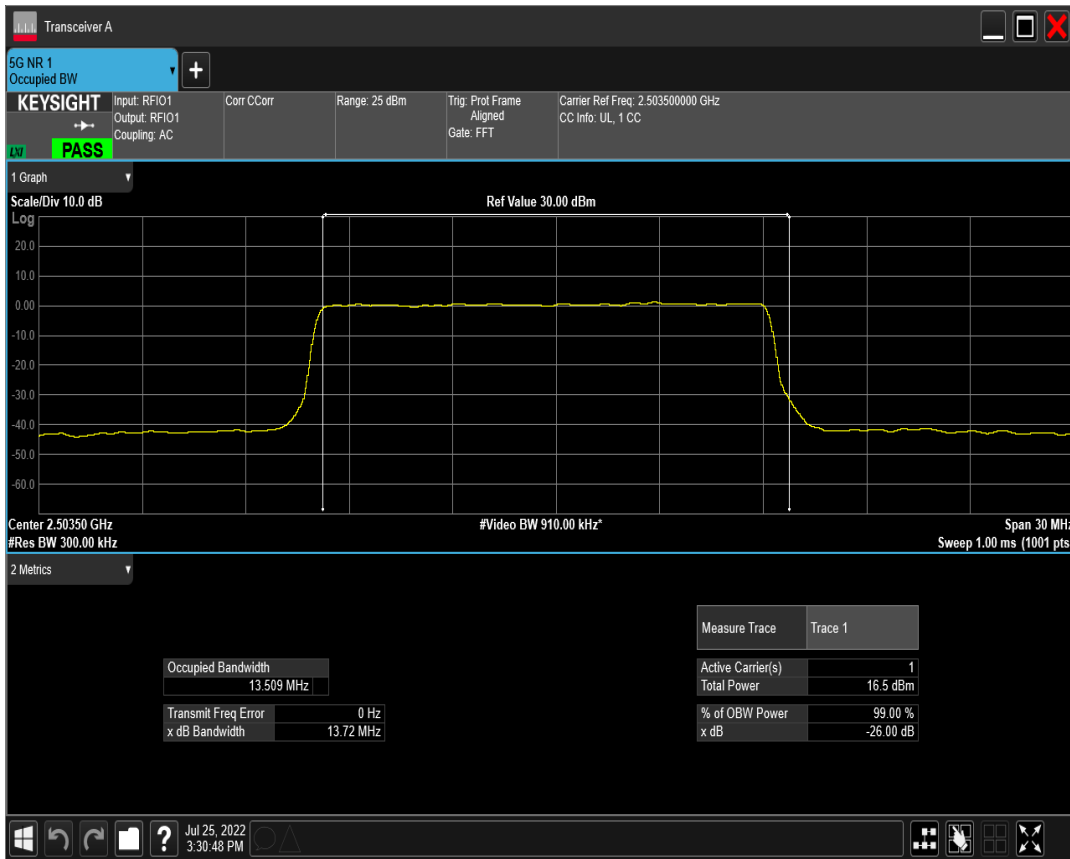 Transceiver A
5G NR 1
Occupied BW
KEYSIGHT
Input: RFIO1
Output: RFIO1
Coupling: AC
Corr CCorr
Range: 25 dBm
Trig: Prot Frame
Aligned
Gate: FFT
Carrier Ref Freq: 2.503500000 GHz
CC Info: UL, 1 CC
LXI
PASS
1 Graph
Scale/Div 10.0 dB
Ref Value 30.00 dBm
Log
20.0
10.0
0.00
-10.0
-20.0
-30.0
-40.0
-50.0
-60.0
Center 2.50350 GHz
#Video BW 910.00 kHz*
Span 30 MHz
#Res BW 300.00 kHz
Sweep 1.00 ms (1001 pts
2 Metrics
Measure Trace Trace 1
Occupied Bandwidth
13.509 MHz
Active Carrier(s) 1
Total Power 16.5 dBm
Transmit Freq Error 0 Hz
x dB Bandwidth 13.72 MHz
% of OBW Power 99.00 %
x dB -26.00 dB
?
Jul 25, 2022
3:30:48 PM